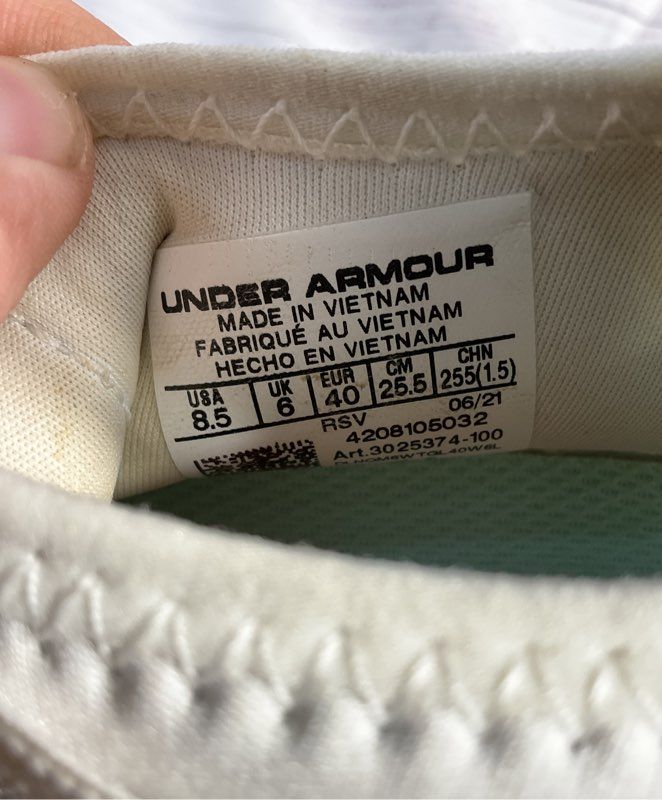 UNDER ARMOUR
MADE IN VIETNAM
FABRIQUÉ AU VIETNAM
HECHO EN VIETNAM
USA UK EUR CM CHN
8.5 6 40 25.5 255(1.5)
RSV 06/21
4208105032
Art.3025374-100